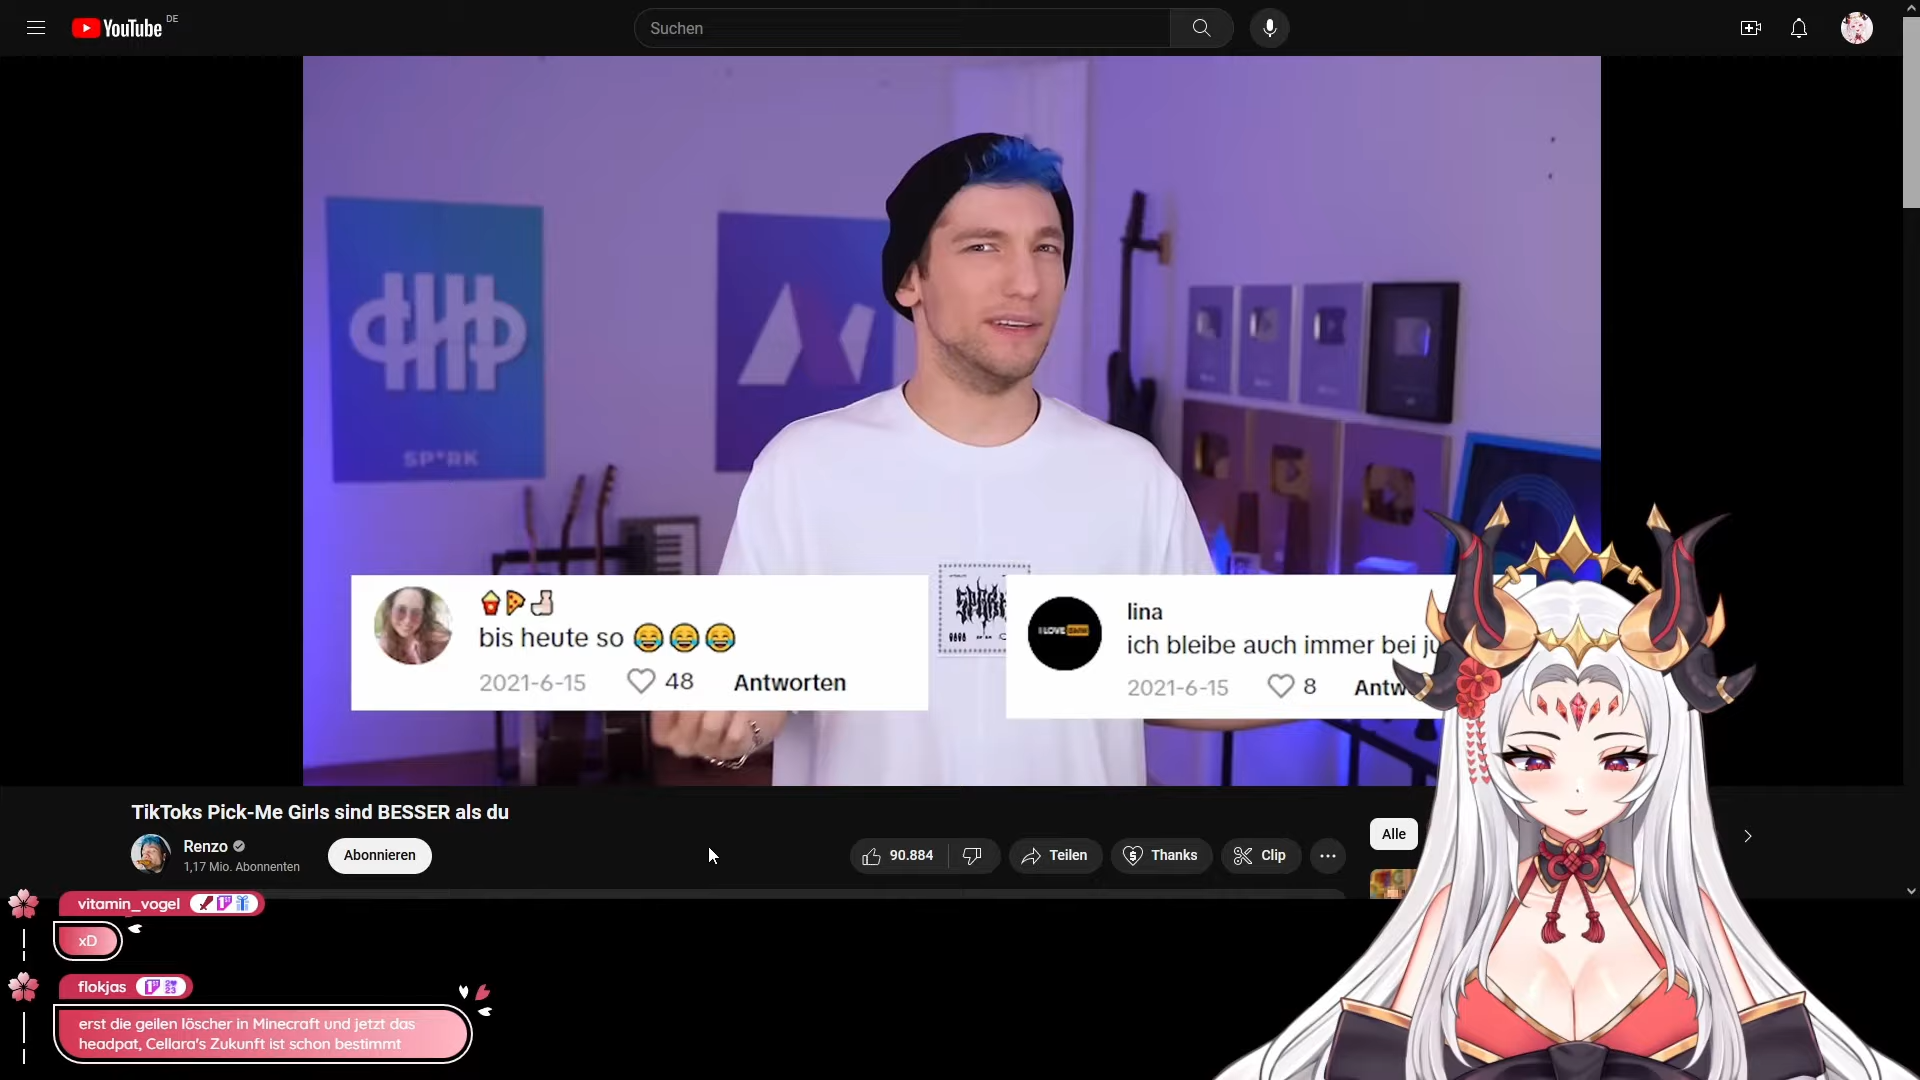 YouTube DE
Suchen
SP*RK
bis heute so 😂😂😂
2021-6-15 48 Antworten
lina
ich bleibe auch immer bei
2021-6-15 8
I LOVE
TikToks Pick-Me Girls sind BESSER als du
Renzo
1,17 Mio. Abonnenten
Abonnieren
90.884
Teilen
Thanks
Clip
Alle
vitamin_vogel
xD
flokjas
erst die geilen löscher in Minecraft und jetzt das
headpat, Cellara's Zukunft ist schon bestimmt